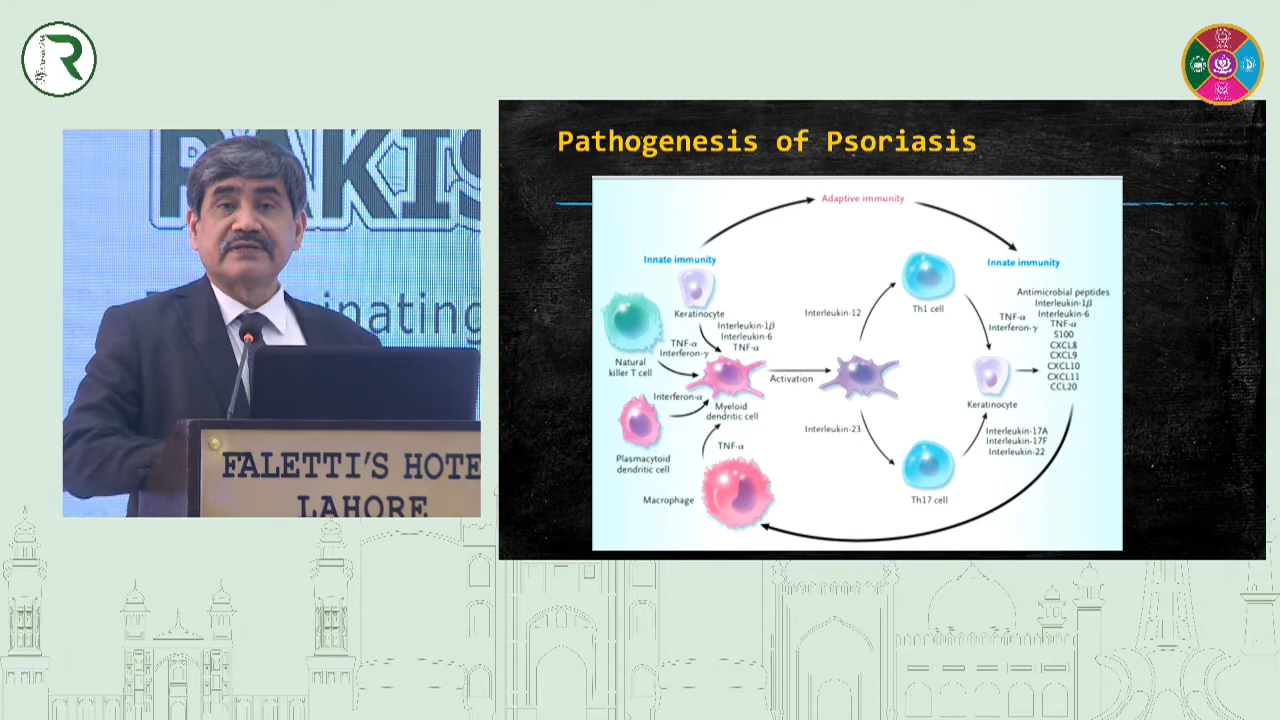 R
Pathogenesis of Psoriasis
Adaptive immunity
Innate immunity
Keratinocyte
Interleukin-1β
Interleukin-6
TNF-α
TNF-α
Interferon-γ
Natural
killer T cell
Interferon-α
Myeloid
dendritic cell
Plasmacytoid
dendritic cell
TNF-α
Macrophage
Activation
Interleukin-12
Interleukin-23
Th1 cell
Th17 cell
TNF-α
Interferon-γ
Keratinocyte
Interleukin-17A
Interleukin-17F
Interleukin-22
Innate immunity
Antimicrobial peptides
Interleukin-1β
Interleukin-6
TNF-α
S100
CXCL8
CXCL9
CXCL10
CXCL11
CCL20
nating
FALETTI'S HOTE
LAHORE